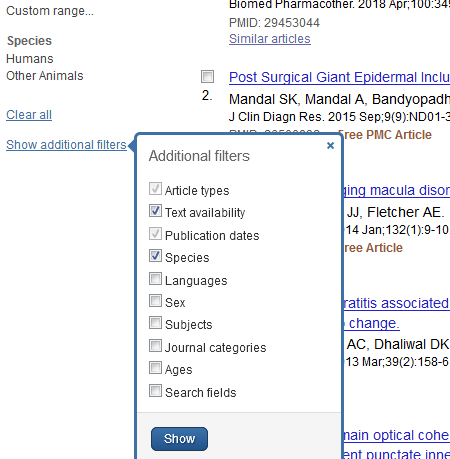 Custom range...
Species
Humans
Other Animals
Clear all
Show additional filters
Biomed Pharmacother. 2018 Apr;100:34
PMID: 29453044
Similar articles
Post Surgical Giant Epidermal Inclu
2.
Mandal SK, Mandal A, Bandyopadh
J Clin Diagn Res. 2015 Sep;9(9):ND01-3
Free PMC Article
Additional filters
Article types
Text availability
Publication dates
Species
Languages
Sex
Subjects
Journal categories
Ages
Search fields
Show
ging macula disor
JJ, Fletcher AE.
14 Jan;132(1):9-10
ree Article
ratitis associated
change.
AC, Dhaliwal DK
13 Mar;39(2):158-6
main optical cohe
ent punctate inne